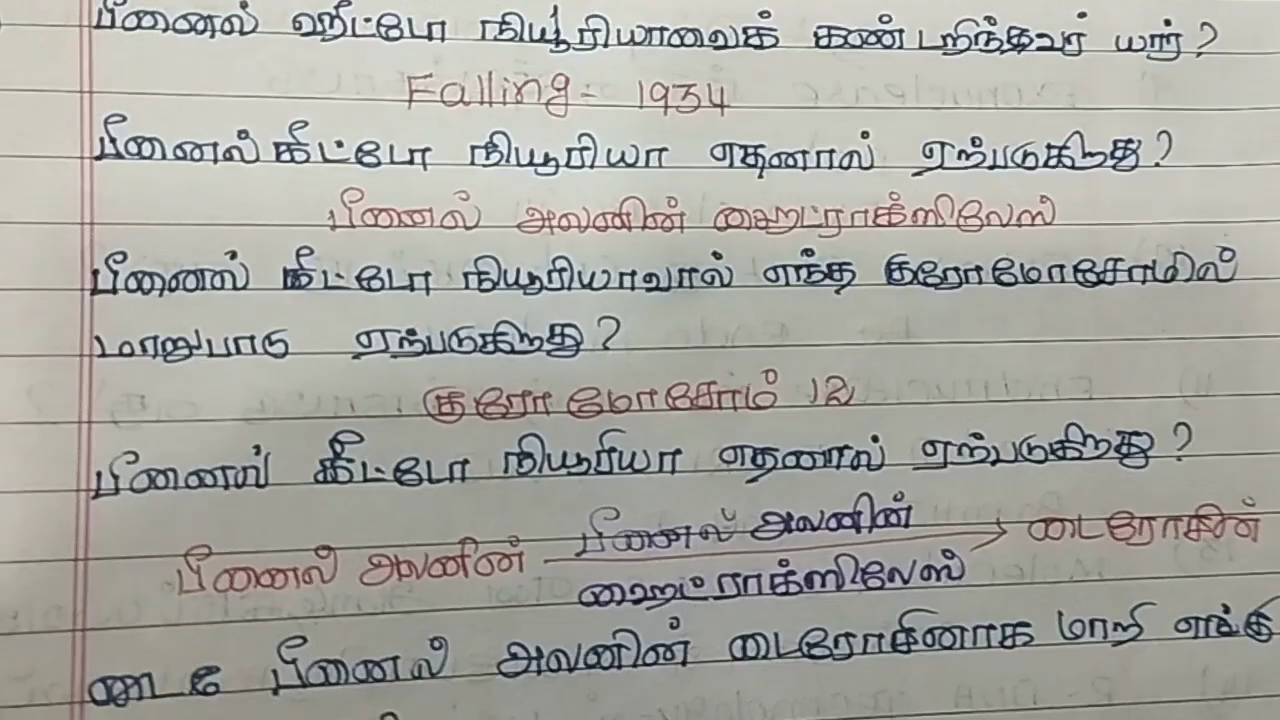 பீனைல் ஹீட்டோ நியூரியாவைக் கண்டறிந்தவர் யார்?
Falling - 1934
பீனைல் கீட்டோ நியூரியா எதனால் ஏற்படுகிறது?
பீனைல் அலனின் ஹைட்ராக்ஸிலேஸ்
பீனைல் கீட்டோ நியூரியாவால் எந்த குரோமோசோமில்
மாறுபாடு ஏற்படுகிறது?
குரோமோசோம் 12
பீனைல் கீட்டோ நியூரியா எதனால் ஏற்படுகிறது?
பீனைல் அலனின்
பீனைல் அலனின் → டைரோசின்
ஹைட்ராக்ஸிலேஸ்
பீனைல் அலனின் டைரோசினாக மாறி